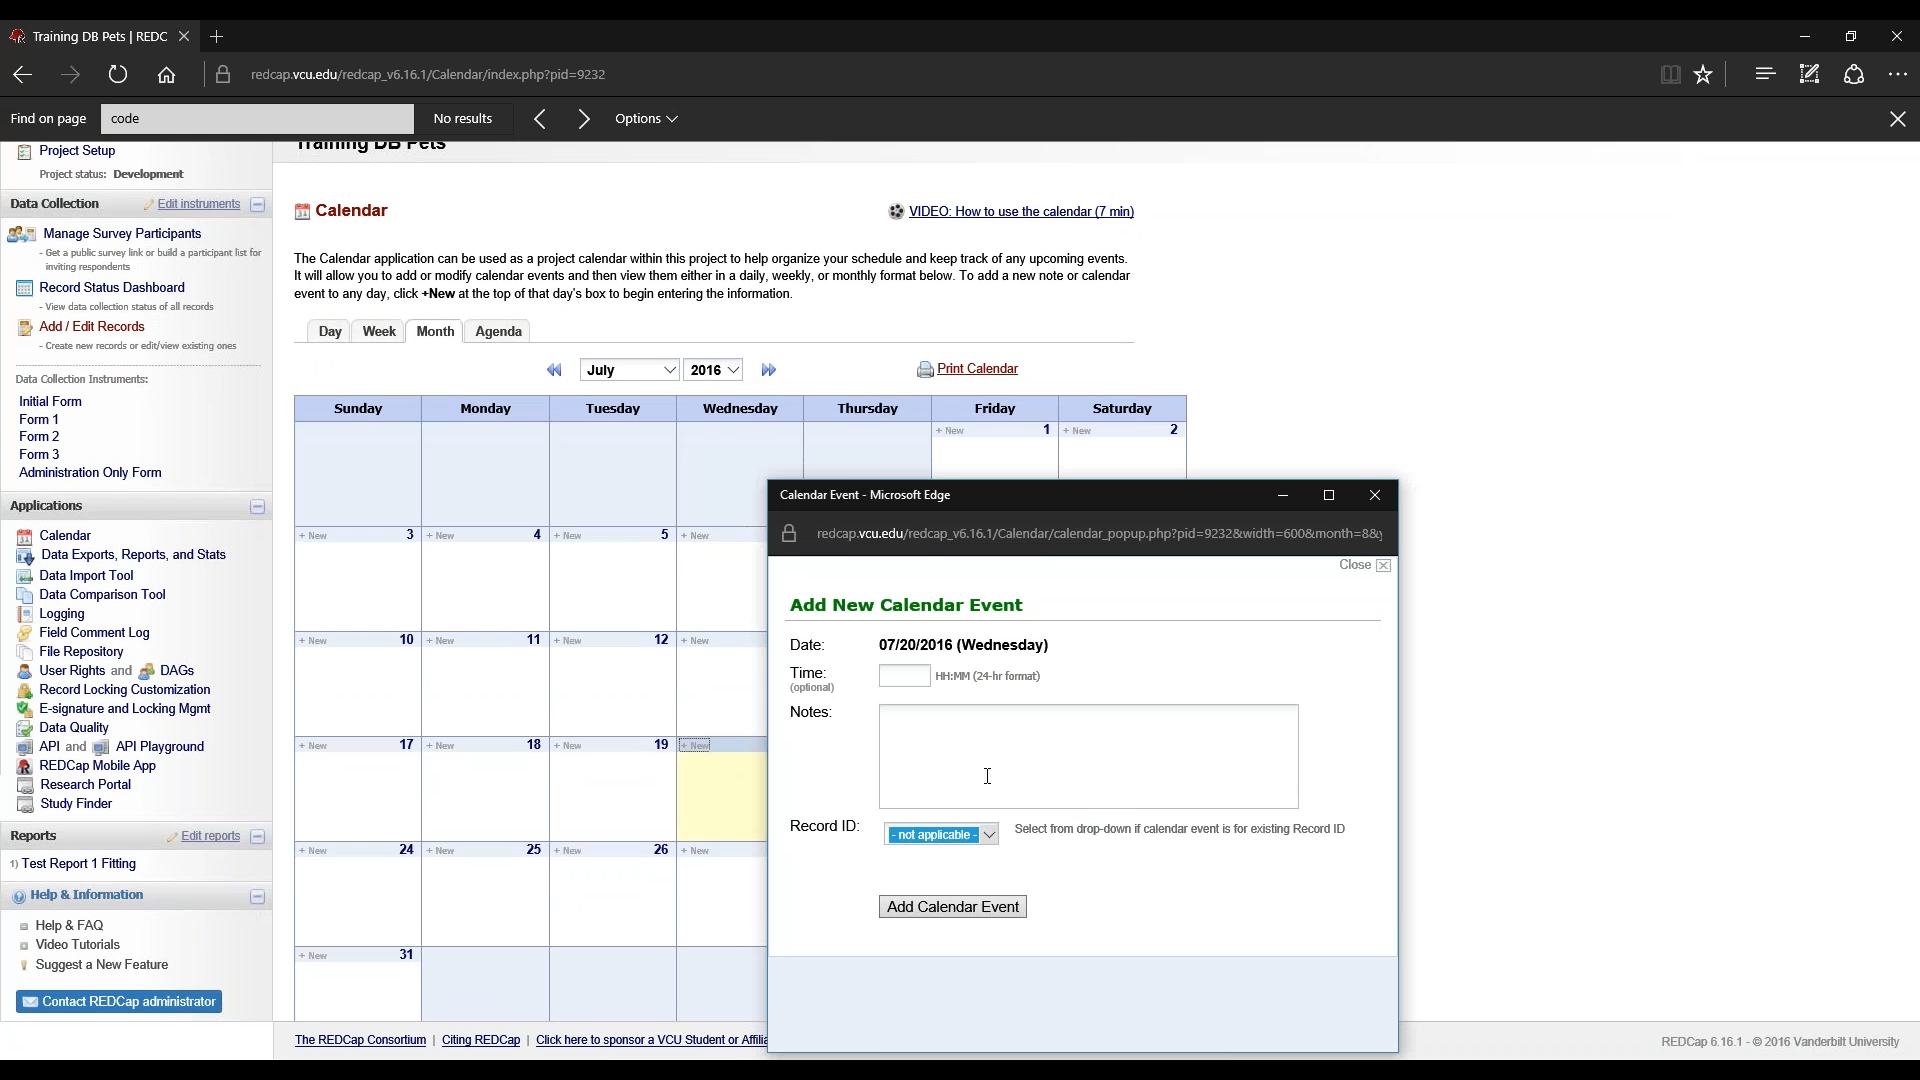 Training DB Pets | REDC
redcap.vcu.edu/redcap_v6.16.1/Calendar/index.php?pid=9232
Find on page code No results Options
Project Setup
Project status: Development
Data Collection Edit instruments
Manage Survey Participants
- Get a public survey link or build a participant list for
inviting respondents
Record Status Dashboard
- View data collection status of all records
Add / Edit Records
- Create new records or edit/view existing ones
Data Collection Instruments:
Initial Form
Form 1
Form 2
Form 3
Administration Only Form
Applications
Calendar
Data Exports, Reports, and Stats
Data Import Tool
Data Comparison Tool
Logging
Field Comment Log
File Repository
User Rights and DAGs
Record Locking Customization
E-signature and Locking Mgmt
Data Quality
API and API Playground
REDCap Mobile App
Research Portal
Study Finder
Reports Edit reports
1) Test Report 1 Fitting
Help & Information
Help & FAQ
Video Tutorials
Suggest a New Feature
Contact REDCap administrator
Training DB Pets
Calendar
VIDEO: How to use the calendar (7 min)
The Calendar application can be used as a project calendar within this project to help organize your schedule and keep track of any upcoming events.
It will allow you to add or modify calendar events and then view them either in a daily, weekly, or monthly format below. To add a new note or calendar
event to any day, click +New at the top of that day's box to begin entering the information.
Day Week Month Agenda
July 2016 Print Calendar
Sunday Monday Tuesday Wednesday Thursday Friday Saturday
+ New 1 + New 2
+ New 3 + New 4 + New 5 + New
+ New 10 + New 11 + New 12 + New
+ New 17 + New 18 + New 19 + New
+ New 24 + New 25 + New 26 + New
+ New 31
Calendar Event - Microsoft Edge
redcap.vcu.edu/redcap_v6.16.1/Calendar/calendar_popup.php?pid=9232&width=600&month=8&y
Close
Add New Calendar Event
Date: 07/20/2016 (Wednesday)
Time: HH:MM (24-hr format)
(optional)
Notes:
Record ID: - not applicable - Select from drop-down if calendar event is for existing Record ID
Add Calendar Event
The REDCap Consortium | Citing REDCap | Click here to sponsor a VCU Student or Affilia
REDCap 6.16.1 - © 2016 Vanderbilt University